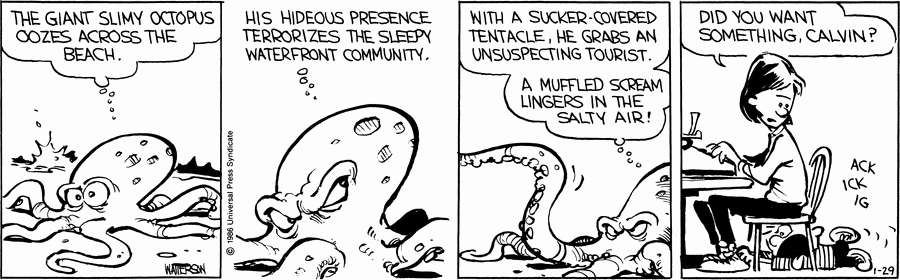 THE GIANT SLIMY OCTOPUS
OOZES ACROSS THE
BEACH.
WATTERSON
HIS HIDEOUS PRESENCE
TERRORIZES THE SLEEPY
WATERFRONT COMMUNITY.
© 1986 Universal Press Syndicate
WITH A SUCKER-COVERED
TENTACLE, HE GRABS AN
UNSUSPECTING TOURIST.
A MUFFLED SCREAM
LINGERS IN THE
SALTY AIR!
DID YOU WANT
SOMETHING, CALVIN?
ACK
ICK
IG
1-29